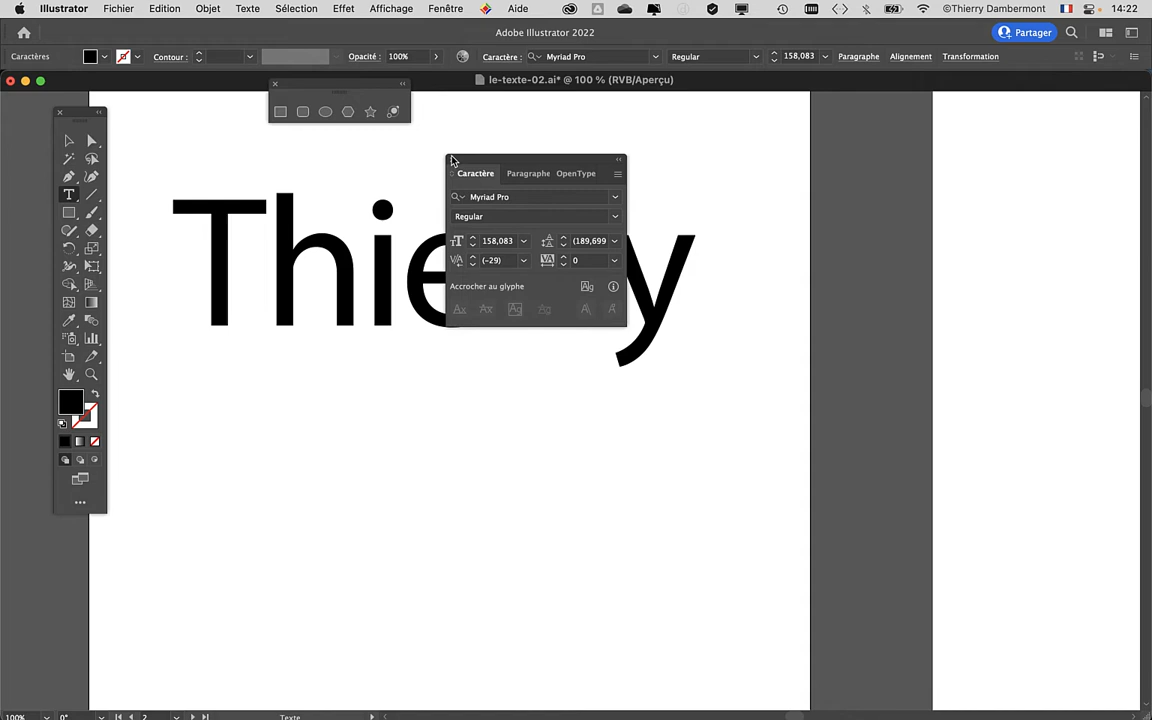 Illustrator Fichier Edition Objet Texte Sélection Effet Affichage Fenêtre Aide ©Thierry Dambermont 14:22
Adobe Illustrator 2022 Partager
Caractères Contour : Opacité : 100% Caractère : Myriad Pro Regular 158,083 Paragraphe Alignement Transformation
le-texte-02.ai* @ 100 % (RVB/Aperçu)
Caractère Paragraphe OpenType
Myriad Pro
Regular
158,083 (189,699
(−29) 0
Accrocher au glyphe
Thie y
100% 0° 2 Texte